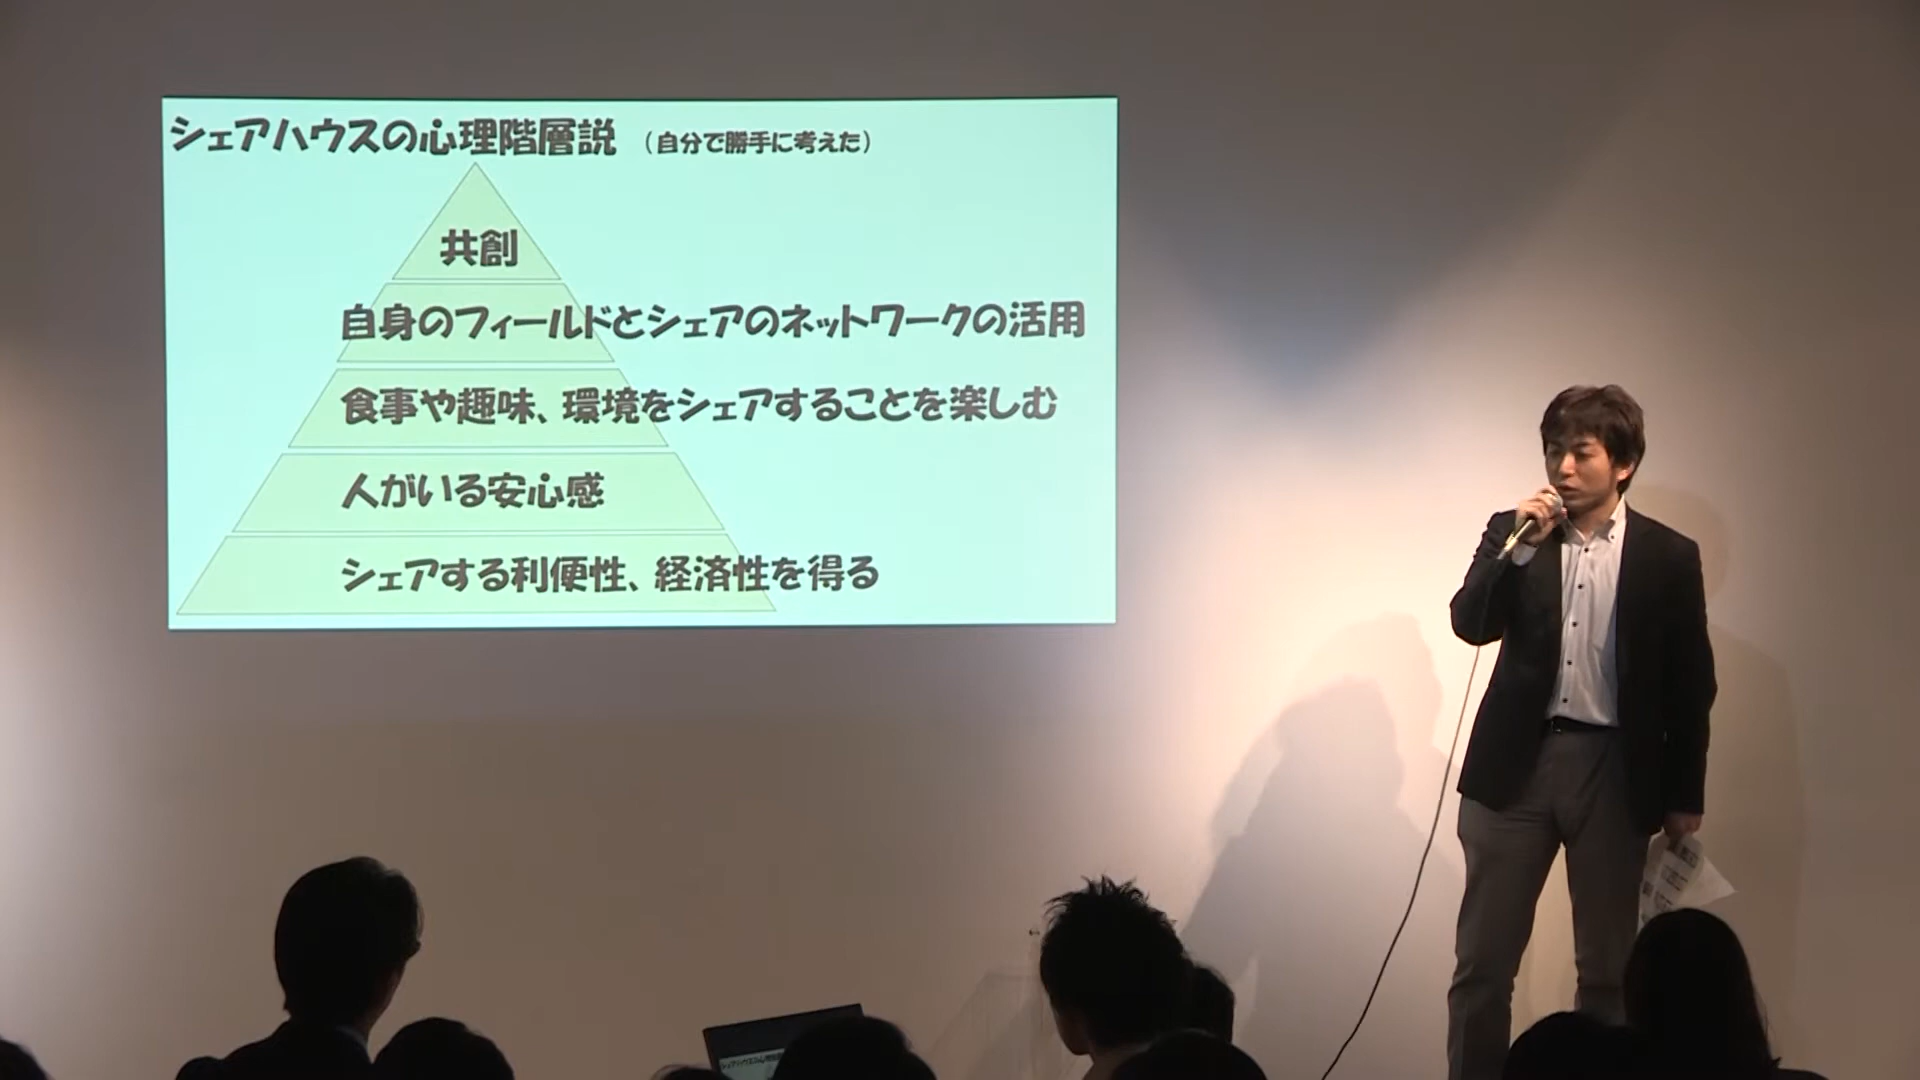 シェアハウスの心理階層説 （自分で勝手に考えた）
共創
自身のフィールドとシェアのネットワークの活用
食事や趣味、環境をシェアすることを楽しむ
人がいる安心感
シェアする利便性、経済性を得る